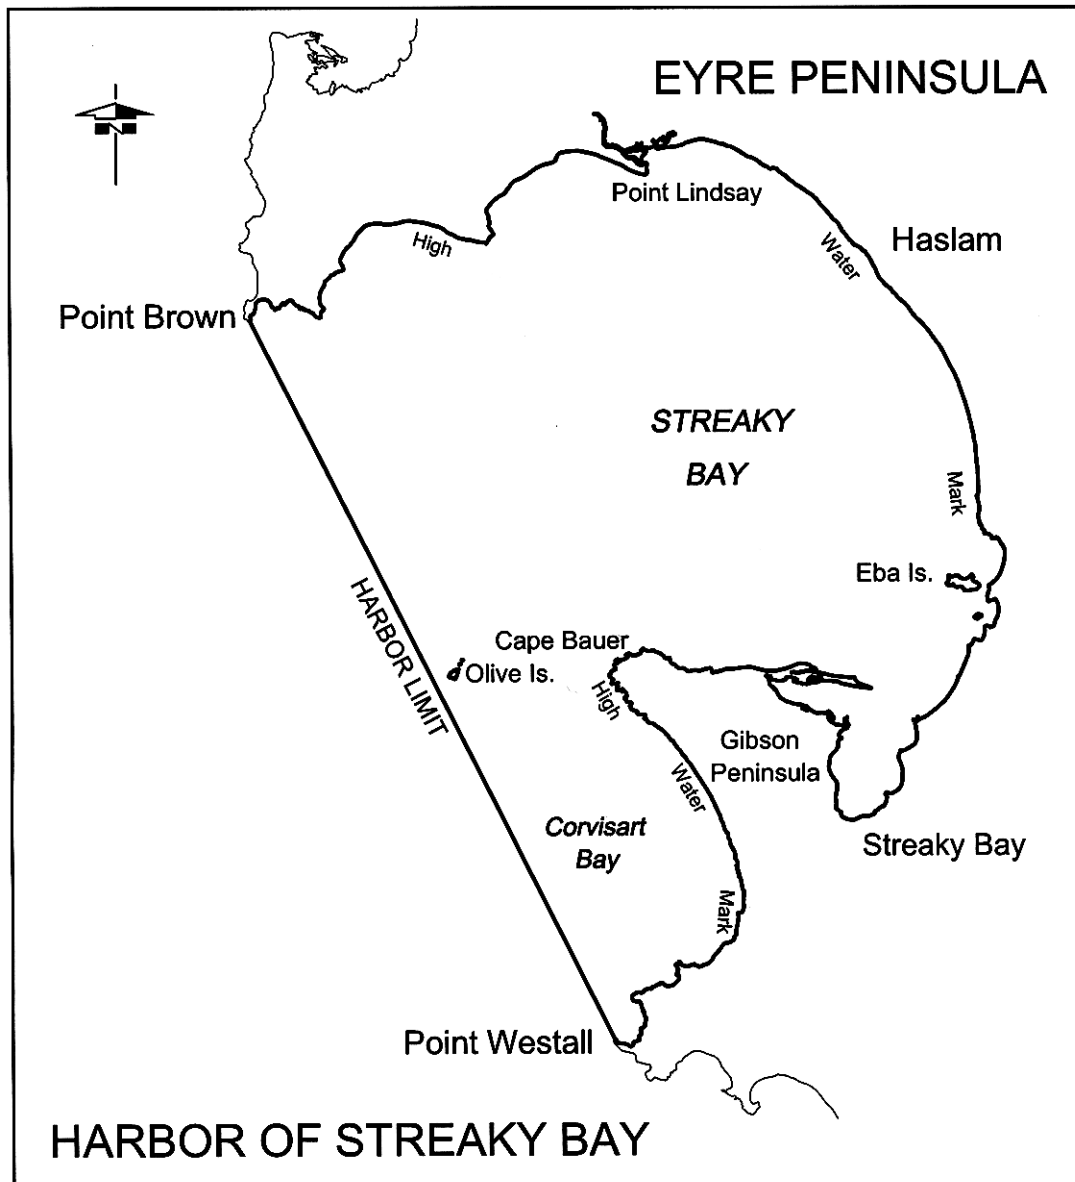 EYRE PENINSULA
N
Point Lindsay
High
Water
Haslam
Point Brown
STREAKY
BAY
Mark
Eba Is.
HARBOR LIMIT
Cape Bauer
Olive Is.
High
Gibson
Peninsula
Water
Corvisart
Bay
Streaky Bay
Mark
Point Westall
HARBOR OF STREAKY BAY